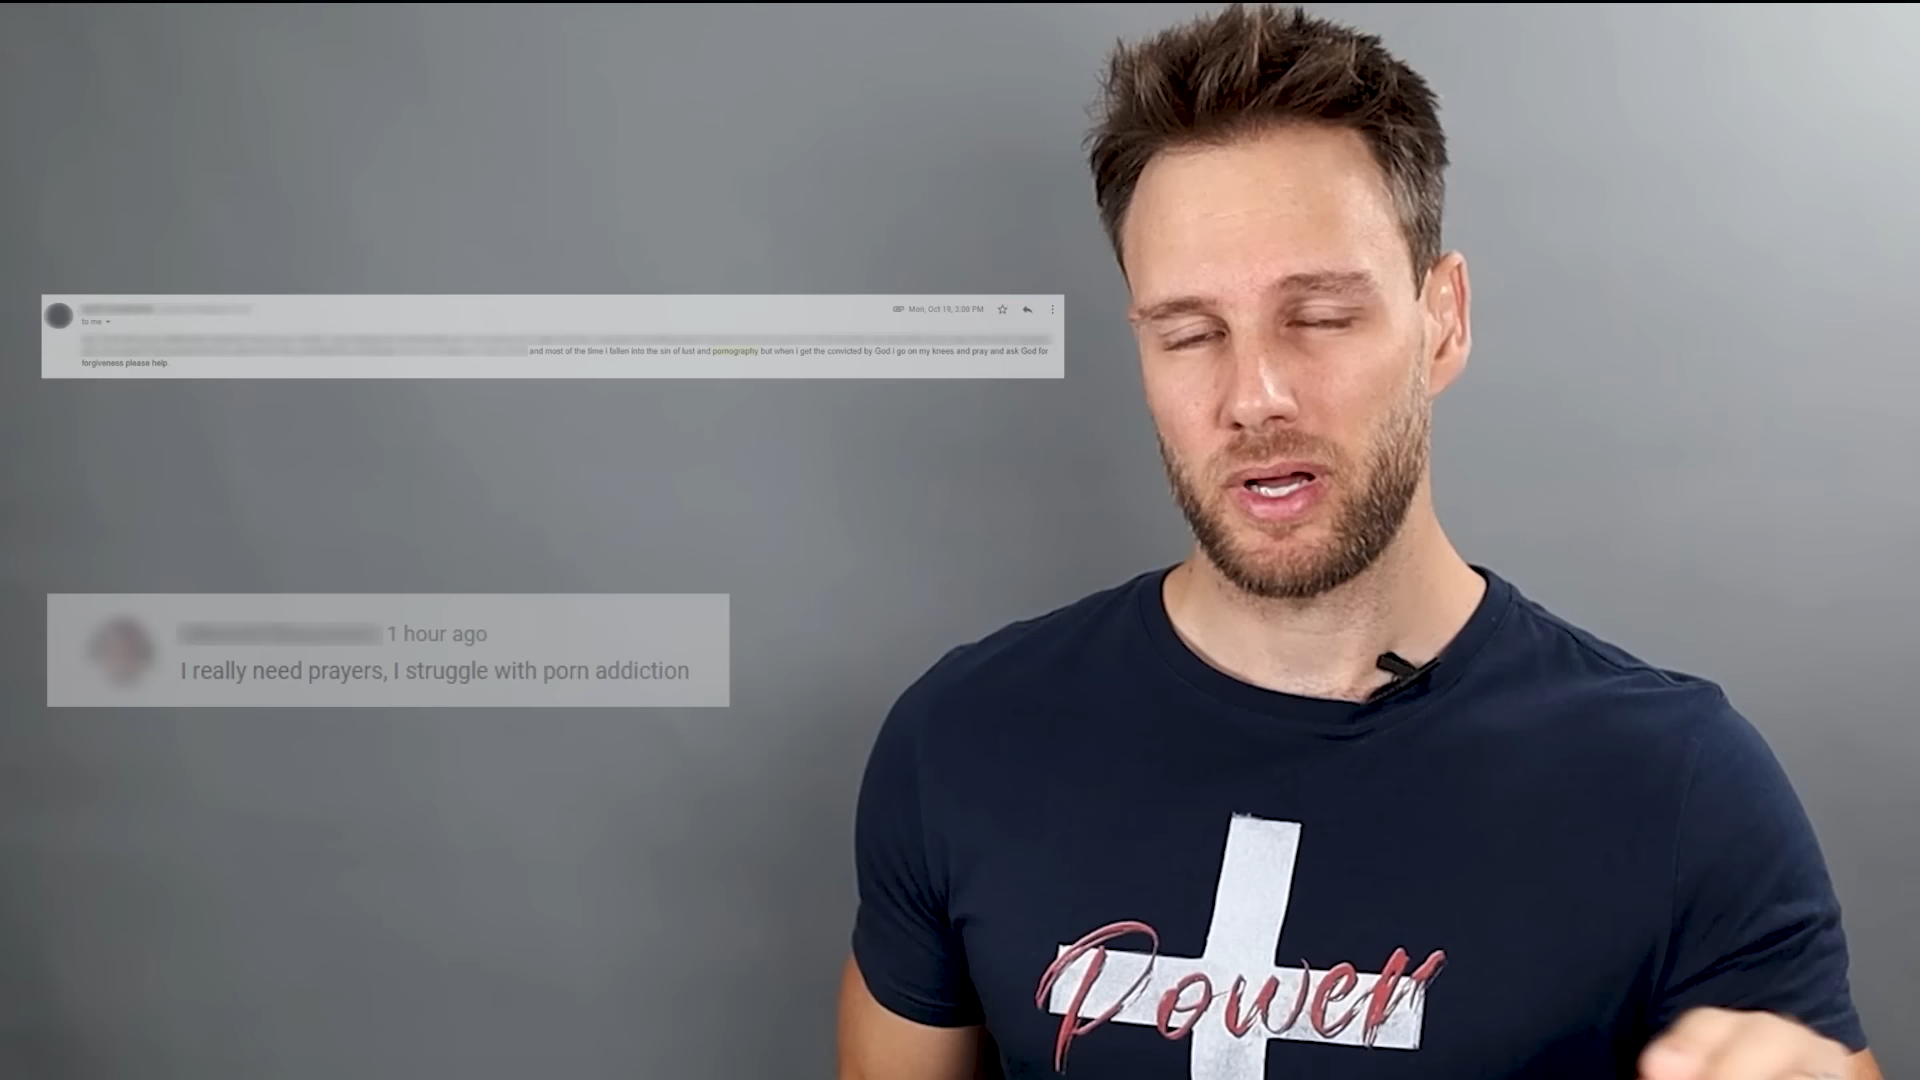 Mon, Oct 19, 3:00 PM
to me
and most of the time i fallen into the sin of lust and pornography but when i get the convicted by God i go on my knees and pray and ask God for
forgiveness please help.
1 hour ago
I really need prayers, I struggle with porn addiction
Power